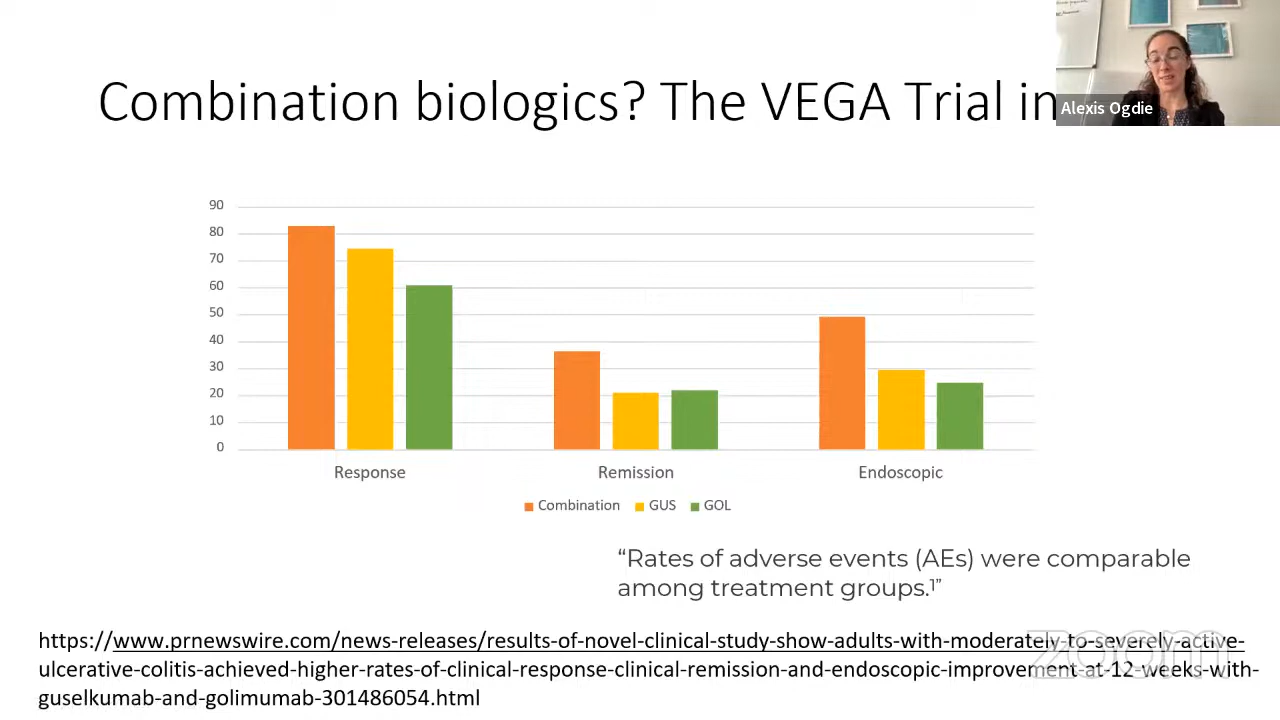 Combination biologics? The VEGA Trial in
Alexis Ogdie
90
80
70
60
50
40
30
20
10
0
Response
Remission
Endoscopic
Combination
GUS
GOL
“Rates of adverse events (AEs) were comparable
among treatment groups.¹”
https://www.prnewswire.com/news-releases/results-of-novel-clinical-study-show-adults-with-moderately-to-severely-active-
ulcerative-colitis-achieved-higher-rates-of-clinical-response-clinical-remission-and-endoscopic-improvement-at-12-weeks-with-
guselkumab-and-golimumab-301486054.html
zoom